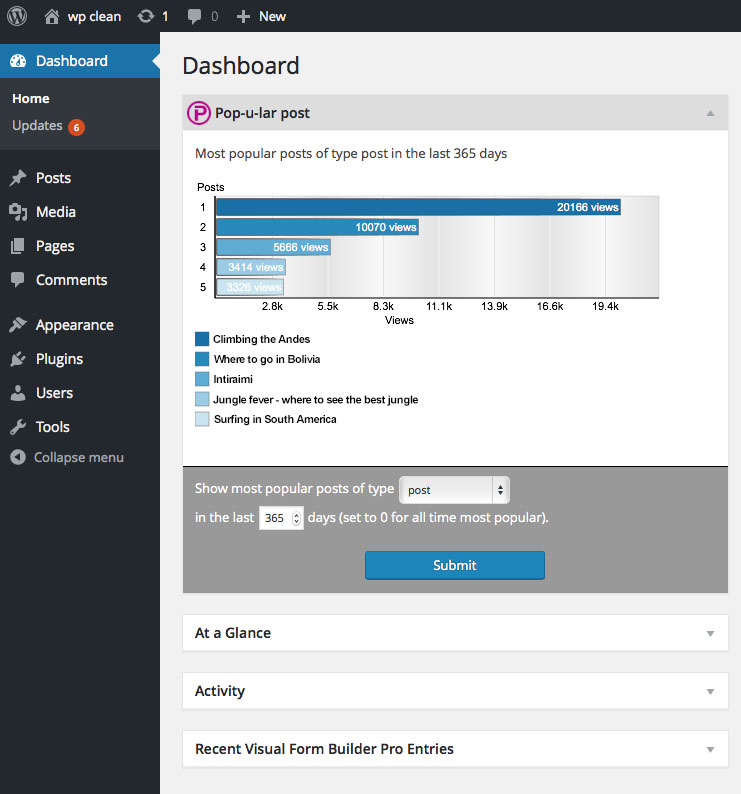 wp clean 1 0 New
Dashboard
Home
Updates 6
Posts
Media
Pages
Comments
Appearance
Plugins
Users
Tools
Collapse menu
Dashboard
Pop-u-lar post
Most popular posts of type post in the last 365 days
Posts
1 20166 views
2 10070 views
3 5666 views
4 3414 views
5 3326 views
2.8k 5.5k 8.3k 11.1k 13.9k 16.6k 19.4k
Views
Climbing the Andes
Where to go in Bolivia
Intiraimi
Jungle fever - where to see the best jungle
Surfing in South America
Show most popular posts of type post
in the last 365 days (set to 0 for all time most popular).
Submit
At a Glance
Activity
Recent Visual Form Builder Pro Entries